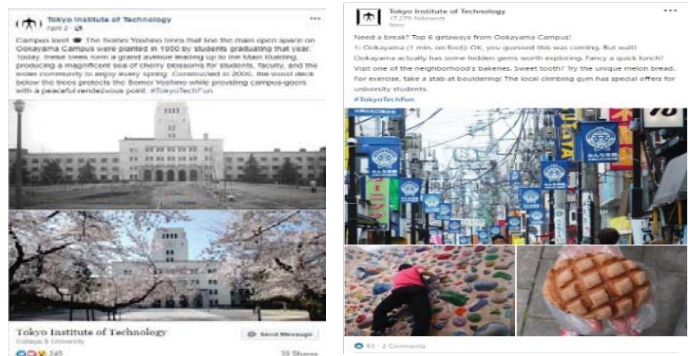 Tokyo Institute of Technology
Campus lore! The Somei Yoshino trees that line the main open space on
Ookayama Campus were planted in 1950 by students graduating that year.
Today, these trees form a grand avenue leading up to the Main Building,
producing a magnificent sea of cherry blossoms for students, faculty, and the
wider community to enjoy every spring. Constructed in 2006, the wood deck
below the trees protects the Somei Yoshino while providing campus-goers
with a peaceful rendezvous point. #TokyoTechFun
Tokyo Institute of Technology
College & University
Send Message
245
39 Shares
Tokyo Institute of Technology
followers
Need a break? Top 6 getaways from Ookayama Campus!
1: Ookayama (1 min. on foot): OK, you guessed this was coming. But wait!
Ookayama actually has some hidden gems worth exploring. Fancy a quick lunch?
Visit one of the neighborhood's bakeries. Sweet tooth? Try the unique melon bread.
For exercise, take a stab at bouldering! The local climbing gym has special offers for
university students.
#TokyoTechFun
2 Comments